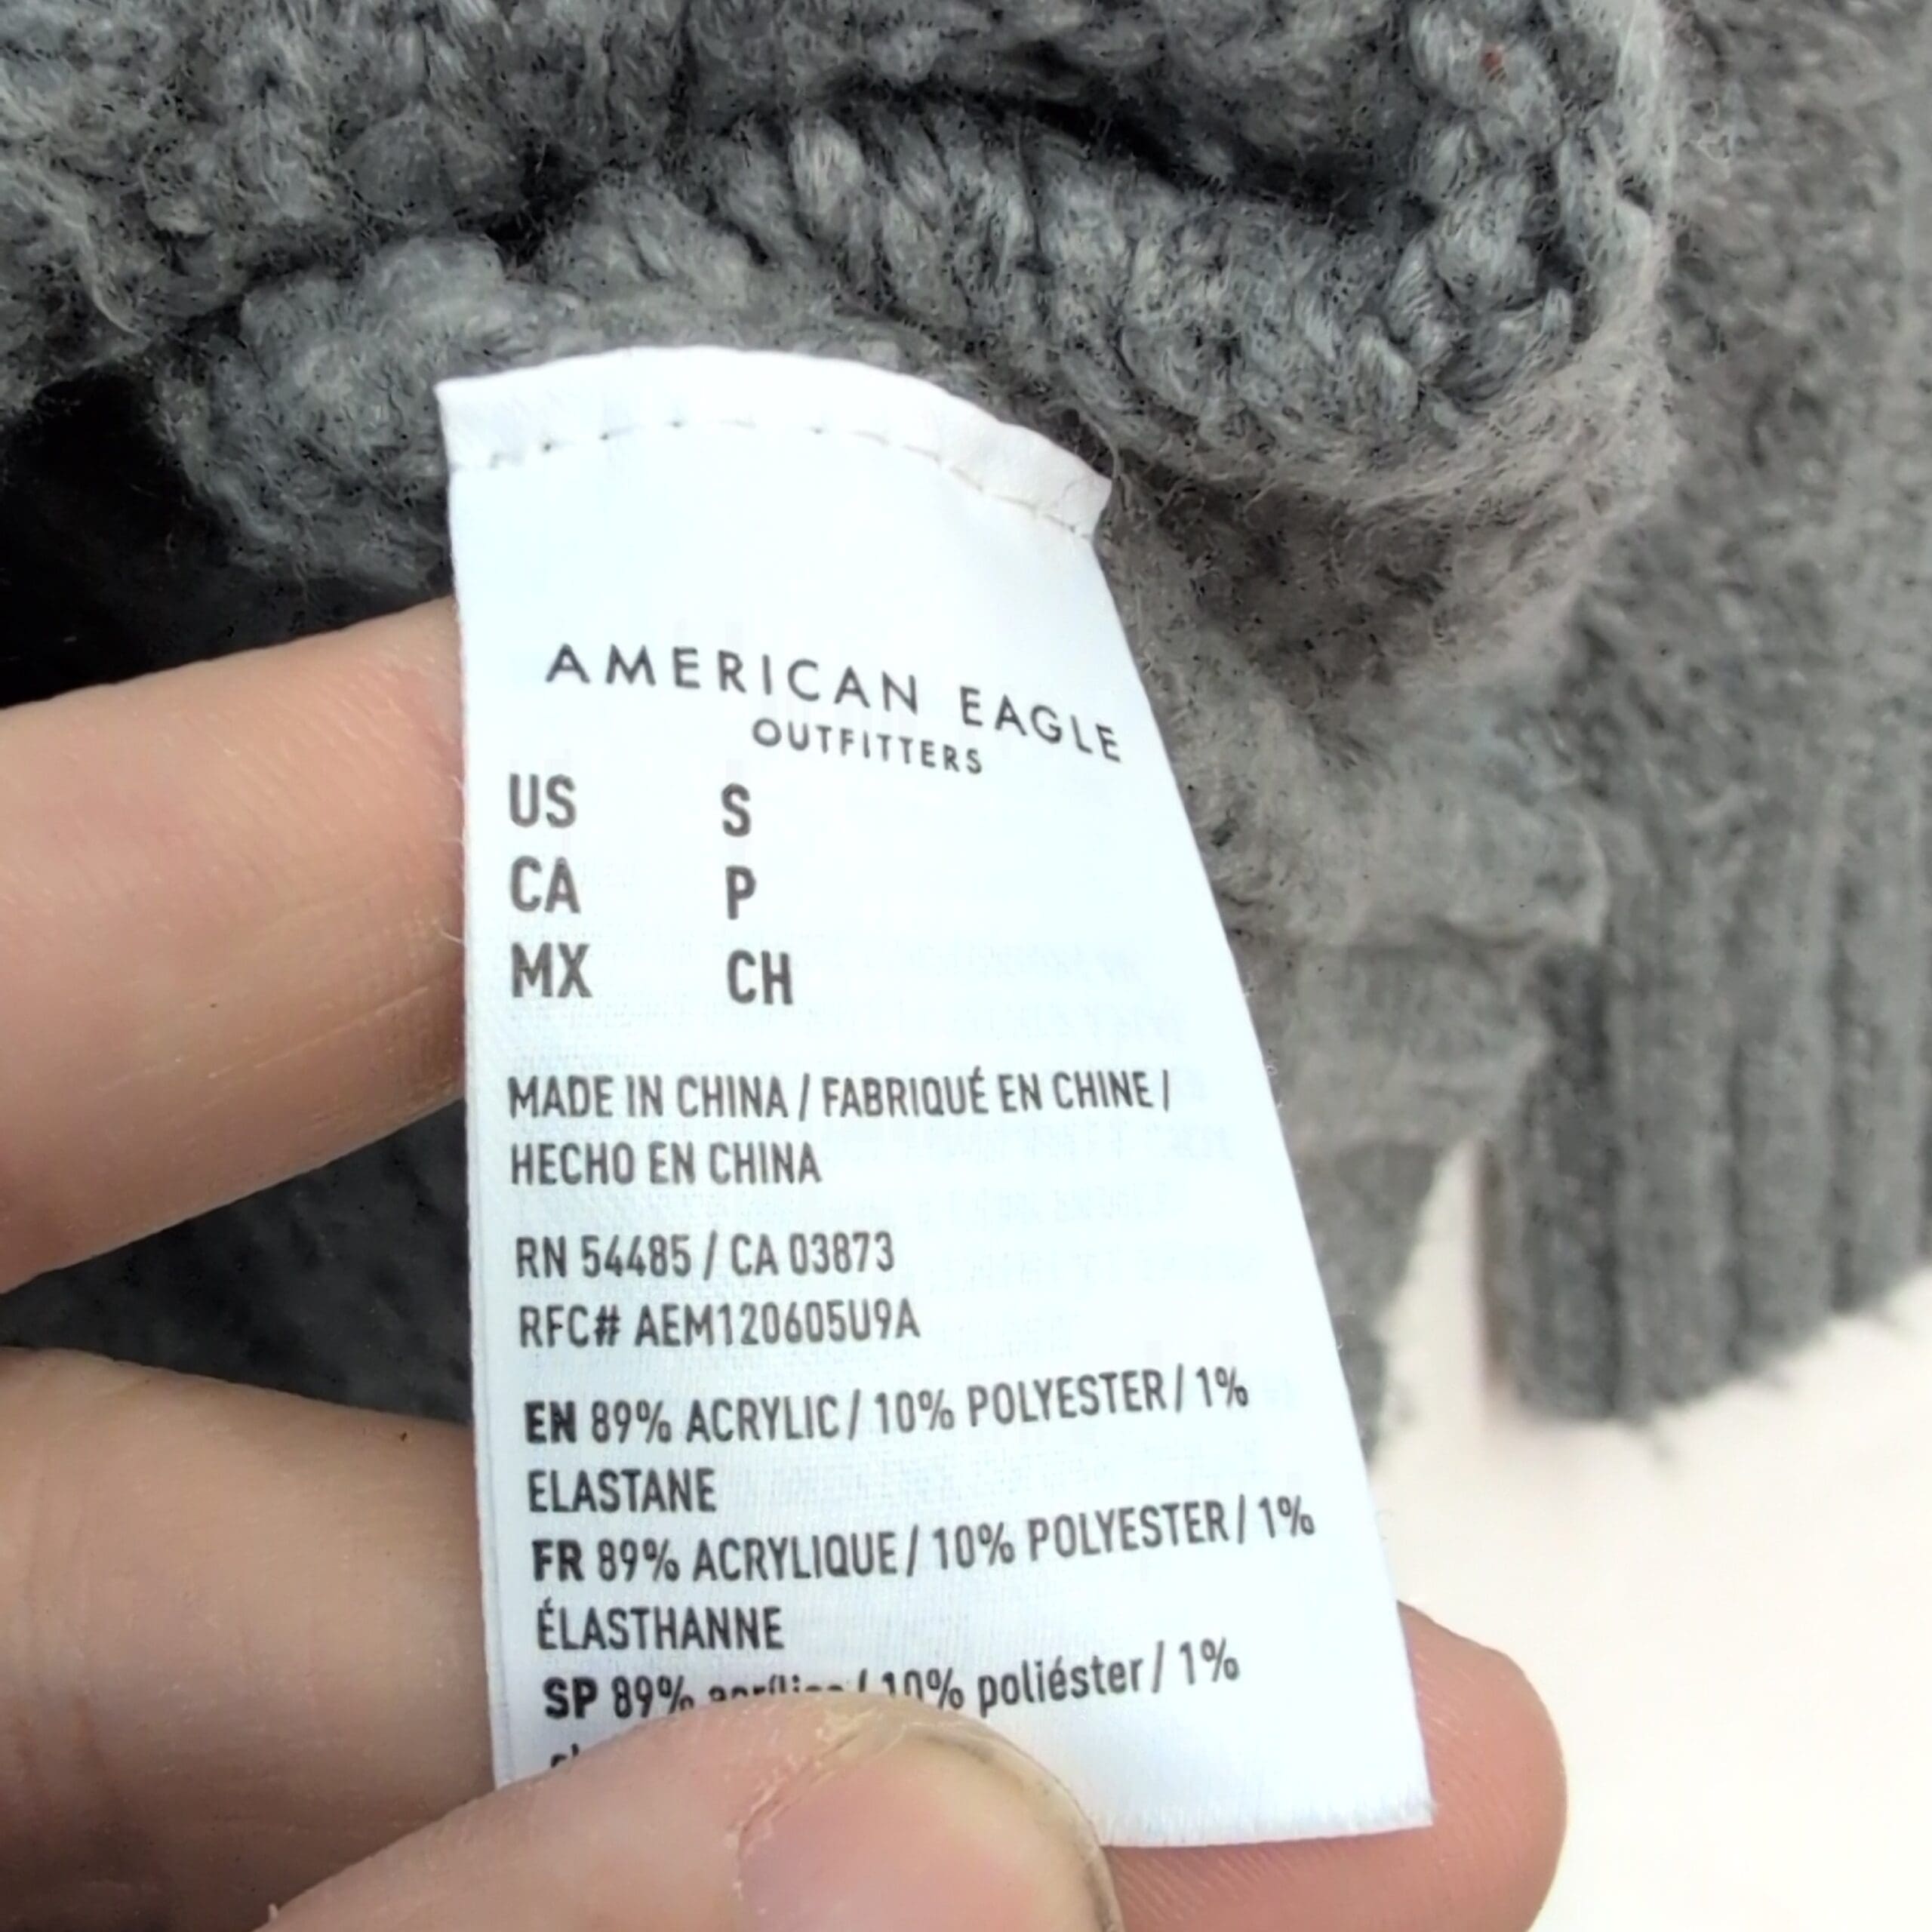 AMERICAN EAGLE
OUTFITTERS
US S
CA P
MX CH
MADE IN CHINA / FABRIQUÉ EN CHINE /
HECHO EN CHINA
RN 54485 / CA 03873
RFC# AEM120605U9A
EN 89% ACRYLIC / 10% POLYESTER / 1%
ELASTANE
FR 89% ACRYLIQUE / 10% POLYESTER / 1%
ÉLASTHANNE
SP 89% / 10% poliéster / 1%